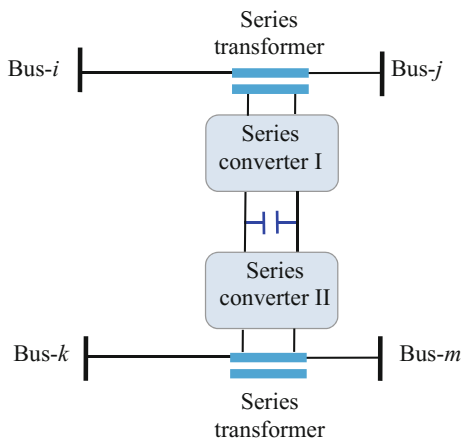 Series
transformer
Bus-i
Bus-j
Series
converter I
Series
converter II
Bus-k
Bus-m
Series
transformer